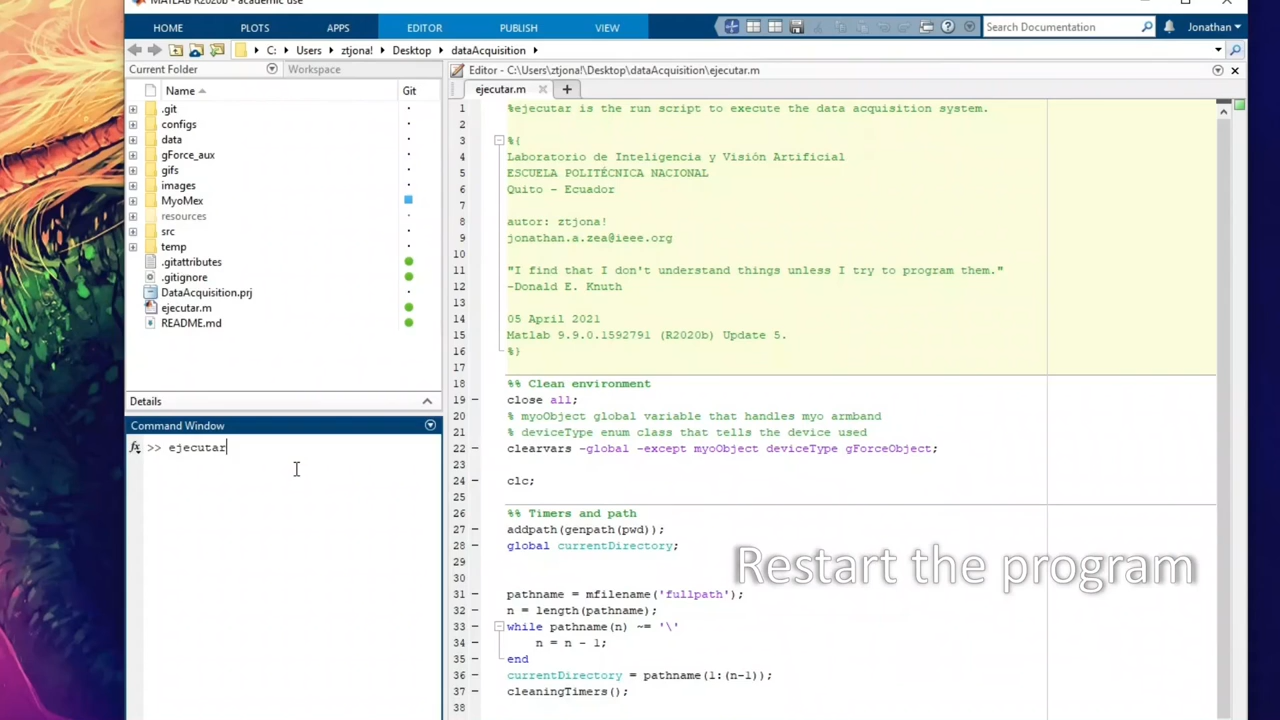 MATLAB R2020b - academic use
HOME PLOTS APPS EDITOR PUBLISH VIEW Search Documentation Jonathan
C: Users ztjona! Desktop dataAcquisition
Current Folder Workspace
Name Git
.git
configs
data
gForce_aux
gifs
images
MyoMex
resources
src
temp
.gitattributes
.gitignore
DataAcquisition.prj
ejecutar.m
README.md
Details
Command Window
fx >> ejecutar
Editor - C:\Users\ztjona!\Desktop\dataAcquisition\ejecutar.m
ejecutar.m
1 %ejecutar is the run script to execute the data acquisition system.
2
3 %{
4 Laboratorio de Inteligencia y Visión Artificial
5 ESCUELA POLITÉCNICA NACIONAL
6 Quito - Ecuador
7
8 autor: ztjona!
9 jonathan.a.zea@ieee.org
10
11 "I find that I don't understand things unless I try to program them."
12 -Donald E. Knuth
13
14 05 April 2021
15 Matlab 9.9.0.1592791 (R2020b) Update 5.
16 %}
17
18 %% Clean environment
19 close all;
20 % myoObject global variable that handles myo armband
21 % deviceType enum class that tells the device used
22 clearvars -global -except myoObject deviceType gForceObject;
23
24 clc;
25
26 %% Timers and path
27 addpath(genpath(pwd));
28 global currentDirectory;
29
30
31 pathname = mfilename('fullpath');
32 n = length(pathname);
33 while pathname(n) ~= '\'
34 n = n - 1;
35 end
36 currentDirectory = pathname(1:(n-1));
37 cleaningTimers();
38
Restart the program